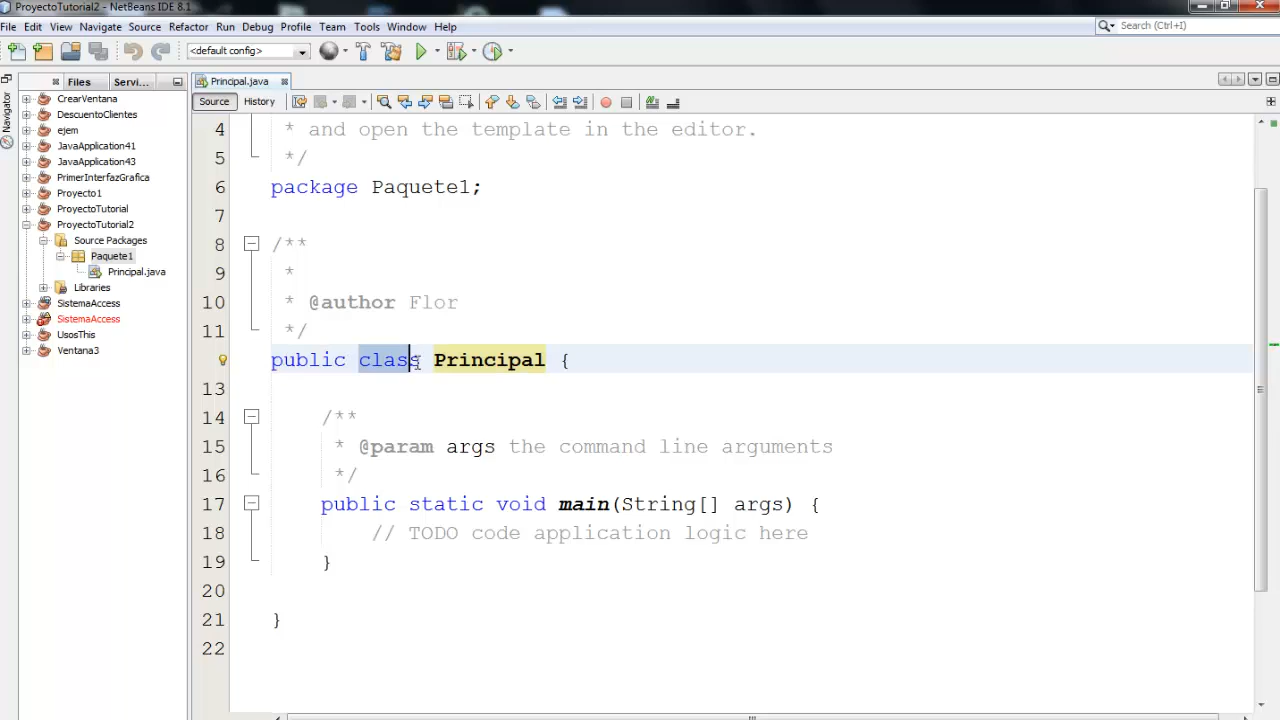 ProyectoTutorial2 - NetBeans IDE 8.1
File Edit View Navigate Source Refactor Run Debug Profile Team Tools Window Help
Search (Ctrl+I)
<default config>
Files Servi...
Principal.java
Source History
Navigator
CrearVentana
DescuentoClientes
ejem
JavaApplication41
JavaApplication43
PrimerInterfazGrafica
Proyecto1
ProyectoTutorial
ProyectoTutorial2
Source Packages
Paquete1
Principal.java
Libraries
SistemaAccess
SistemaAccess
UsosThis
Ventana3
4 * and open the template in the editor.
5 */
6 package Paquete1;
7
8 /**
9 *
10 * @author Flor
11 */
public class Principal {
13
14 /**
15 * @param args the command line arguments
16 */
17 public static void main(String[] args) {
18 // TODO code application logic here
19 }
20
21 }
22